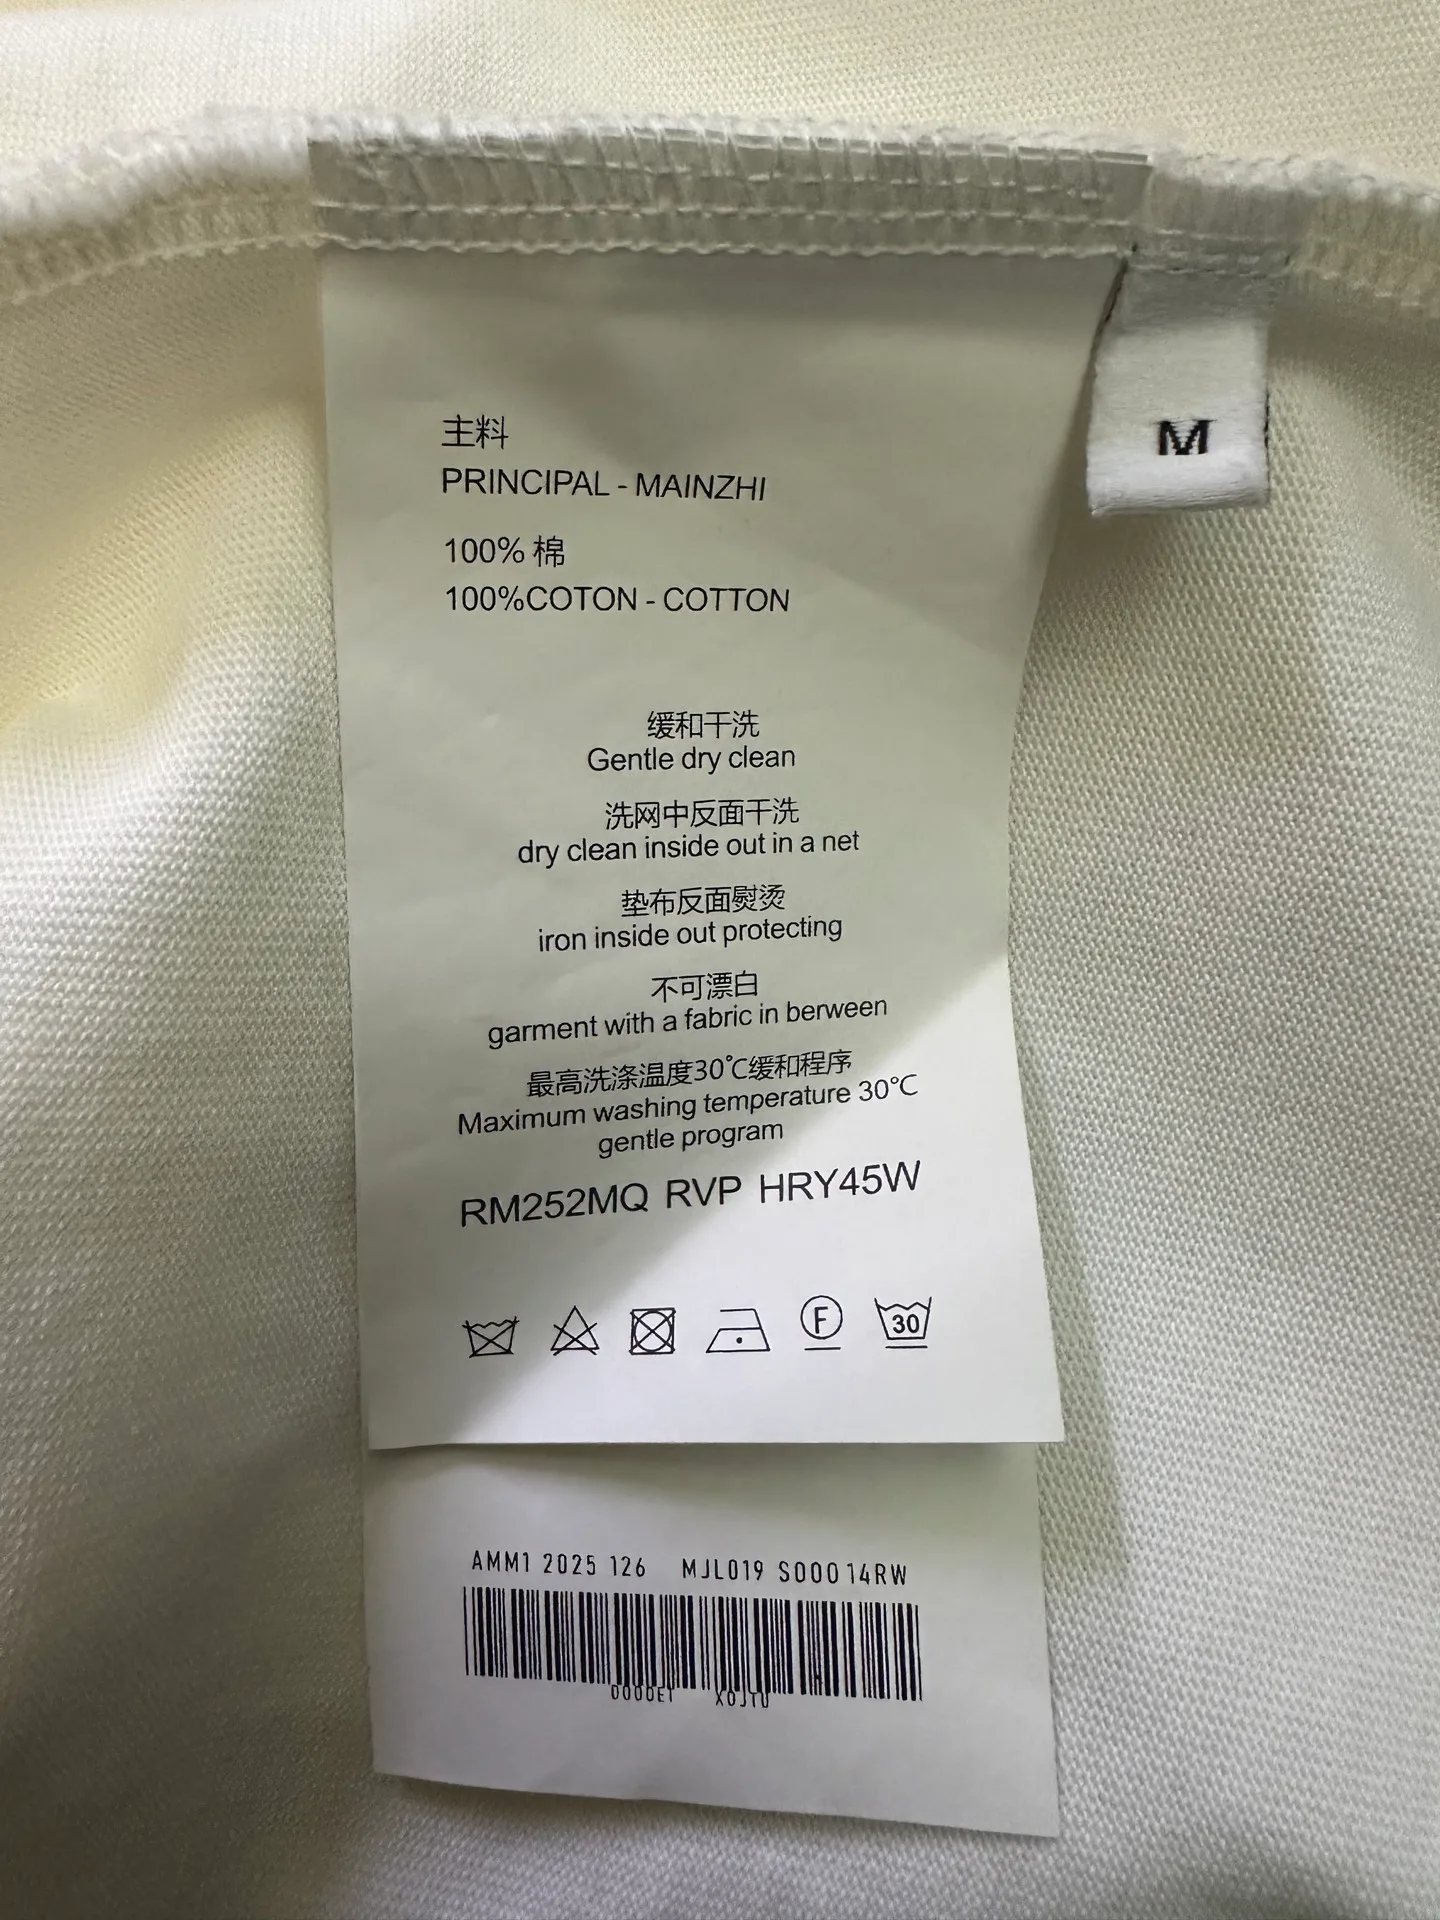 主料
PRINCIPAL - MAINZHI
100% 棉
100%COTON - COTTON
M
缓和干洗
Gentle dry clean
洗网中反面干洗
dry clean inside out in a net
垫布反面熨烫
iron inside out protecting
不可漂白
garment with a fabric in berween
最高洗涤温度30℃缓和程序
Maximum washing temperature 30℃
gentle program
RM252MQ RVP HRY45W
F 30
AMM1 2025 126 MJL019 S00014RW